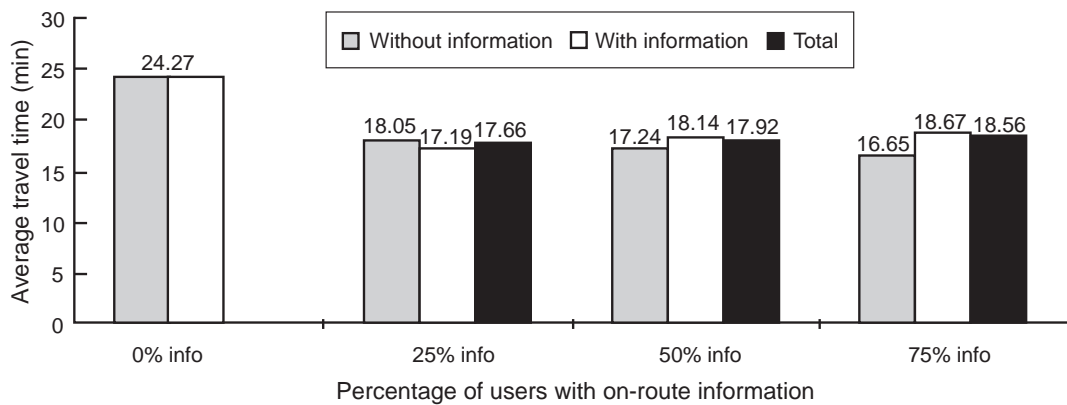 30
25
20
15
10
5
0
Average travel time (min)
Without information With information Total
24.27
18.05 17.19 17.66
17.24 18.14 17.92
16.65 18.67 18.56
0% info 25% info 50% info 75% info
Percentage of users with on-route information